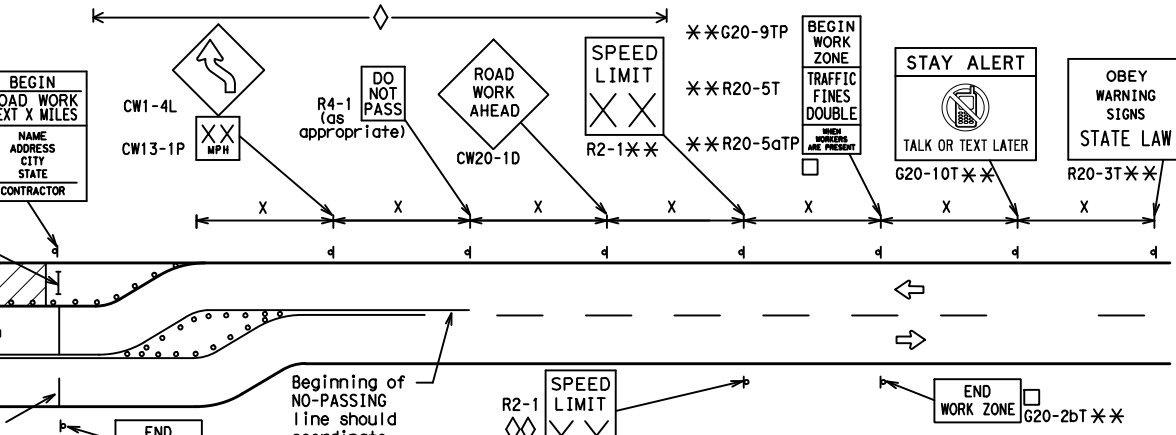 BEGIN
ROAD WORK
NEXT X MILES
NAME
ADDRESS
CITY
STATE
CONTRACTOR
CW1-4L
CW13-1P
XX
MPH
R4-1
(as
appropriate)
DO
NOT
PASS
ROAD
WORK
AHEAD
CW20-1D
SPEED
LIMIT
XX
R2-1**
**G20-9TP
**R20-5T
**R20-5aTP
BEGIN
WORK
ZONE
TRAFFIC
FINES
DOUBLE
WHEN
WORKERS
ARE PRESENT
STAY ALERT
TALK OR TEXT LATER
G20-10T**
OBEY
WARNING
SIGNS
STATE LAW
R20-3T**
X X X X X X X
Beginning of
NO-PASSING
line should
coordinate
R2-1
SPEED
LIMIT
XX
END
WORK ZONE
G20-2bT**
END